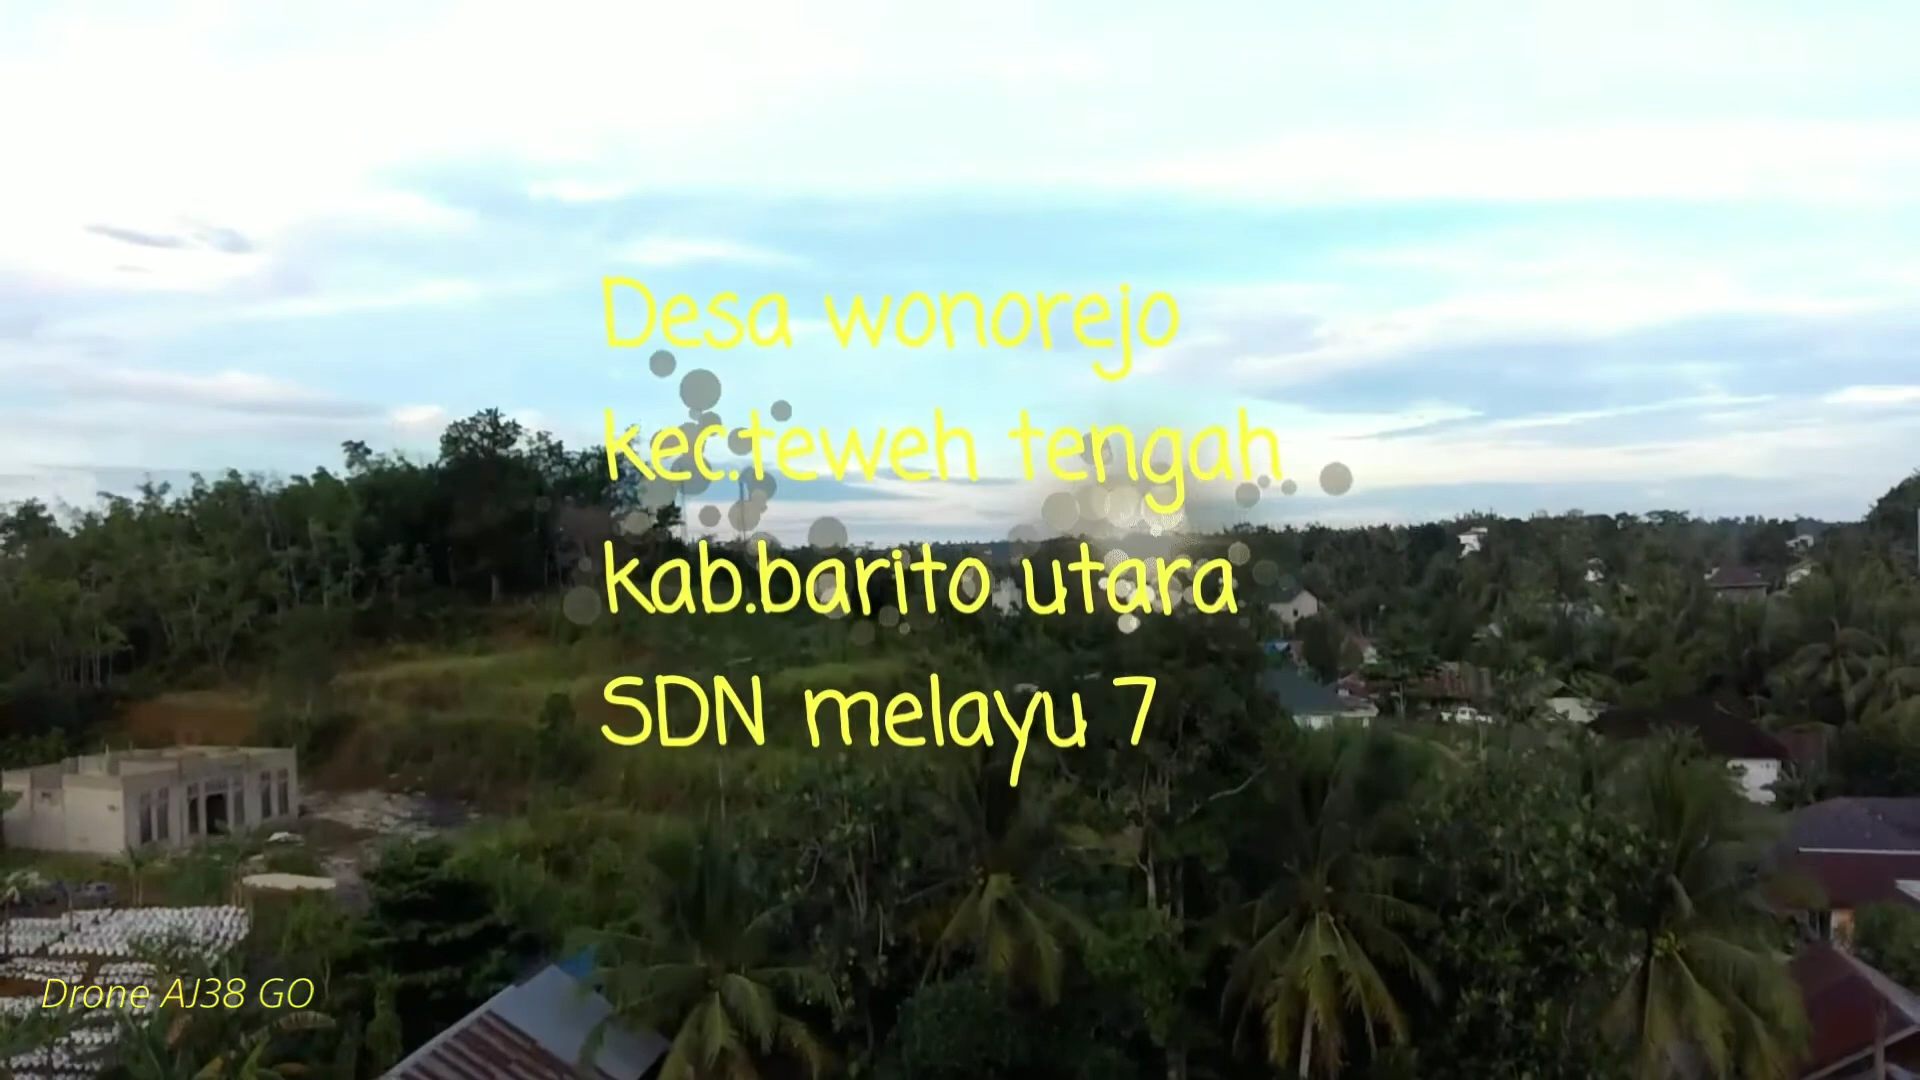 Desa wonorejo
kec.teweh tengah
kab.barito utara
SDN melayu 7
Drone AJ38 GO